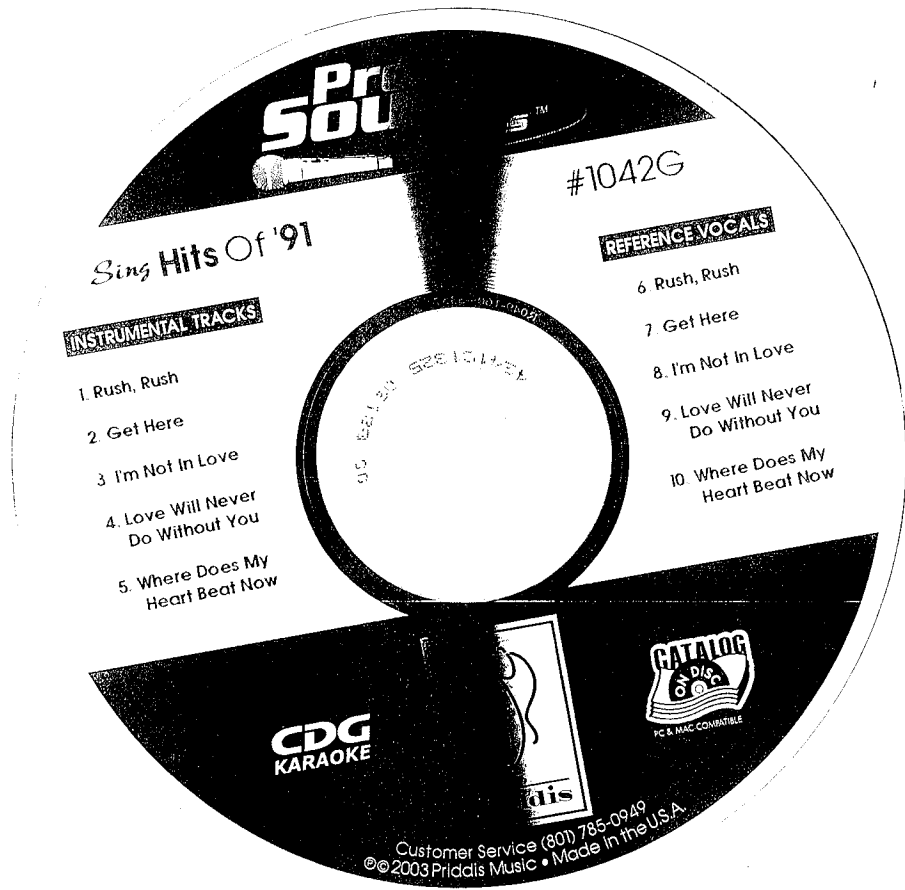 #1042G
Sing Hits Of '91
INSTRUMENTAL TRACKS
1. Rush, Rush
2. Get Here
3 I'm Not In Love
4. Love Will Never
Do Without You
5. Where Does My
Heart Beat Now
REFERENCE VOCALS
6. Rush, Rush
7. Get Here
8. I'm Not In Love
9. Love Will Never
Do Without You
10. Where Does My
Heart Beat Now
CDG
KARAOKE
CATALOG
ON DISC
PC & MAC COMPATIBLE
Customer Service (801) 785-0949
℗©2003 Priddis Music • Made in the U.S.A.